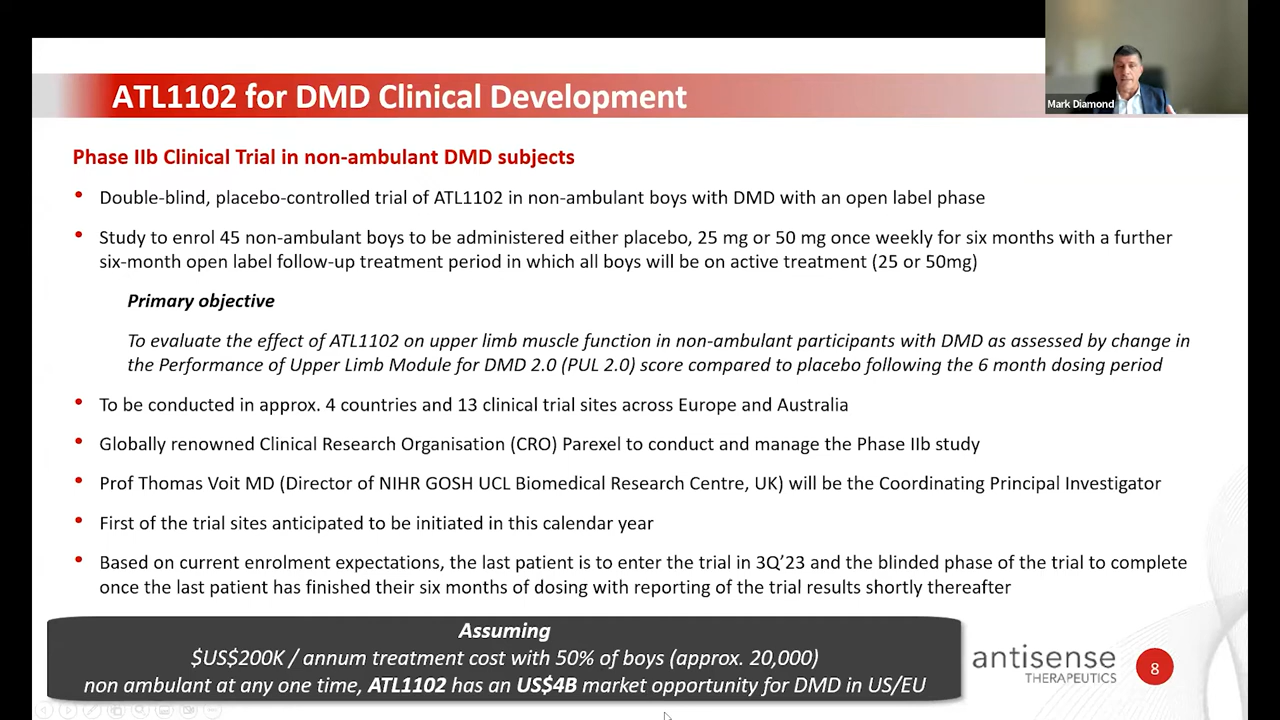 Mark Diamond
ATL1102 for DMD Clinical Development
Phase IIb Clinical Trial in non-ambulant DMD subjects
• Double-blind, placebo-controlled trial of ATL1102 in non-ambulant boys with DMD with an open label phase
• Study to enrol 45 non-ambulant boys to be administered either placebo, 25 mg or 50 mg once weekly for six months with a further
six-month open label follow-up treatment period in which all boys will be on active treatment (25 or 50mg)
Primary objective
To evaluate the effect of ATL1102 on upper limb muscle function in non-ambulant participants with DMD as assessed by change in
the Performance of Upper Limb Module for DMD 2.0 (PUL 2.0) score compared to placebo following the 6 month dosing period
• To be conducted in approx. 4 countries and 13 clinical trial sites across Europe and Australia
• Globally renowned Clinical Research Organisation (CRO) Parexel to conduct and manage the Phase IIb study
• Prof Thomas Voit MD (Director of NIHR GOSH UCL Biomedical Research Centre, UK) will be the Coordinating Principal Investigator
• First of the trial sites anticipated to be initiated in this calendar year
• Based on current enrolment expectations, the last patient is to enter the trial in 3Q’23 and the blinded phase of the trial to complete
once the last patient has finished their six months of dosing with reporting of the trial results shortly thereafter
Assuming
$US$200K / annum treatment cost with 50% of boys (approx. 20,000)
non ambulant at any one time, ATL1102 has an US$4B market opportunity for DMD in US/EU
antisense
THERAPEUTICS
8